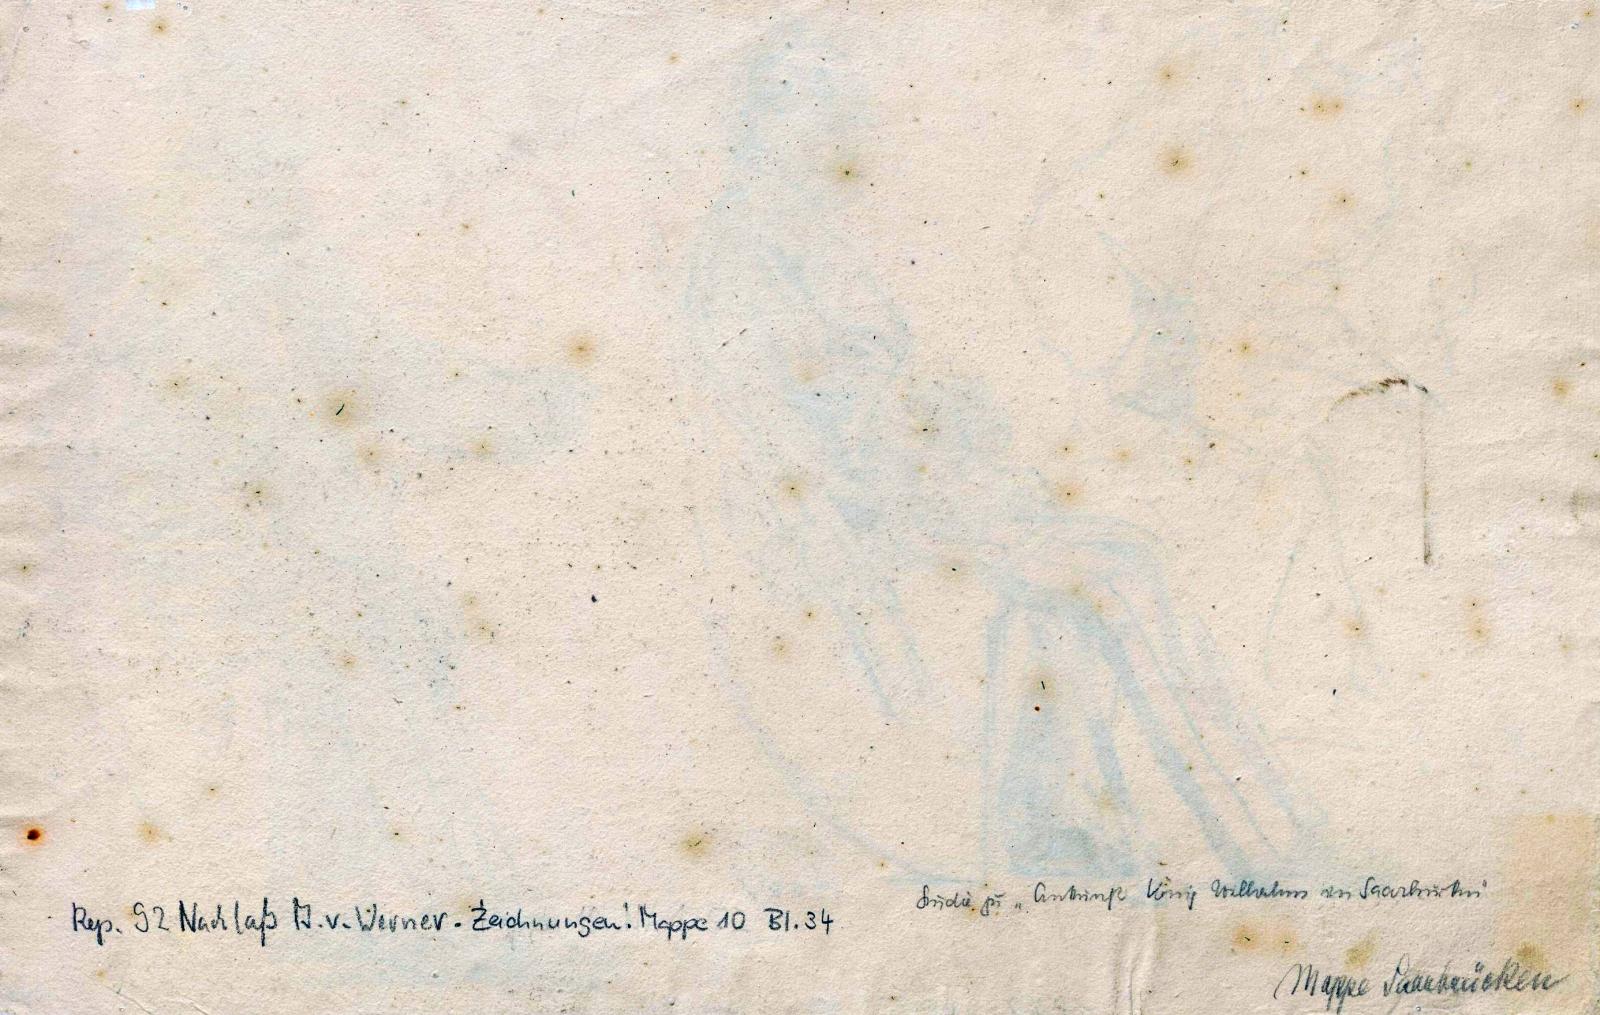 Studie zu „Ankunft König Wilhelms in Saarbrücken“
Rep. 92 Nachlaß A.v. Werner. Zeichnungen! Mappe 10 Bl. 34
Mappe Saarbrücken